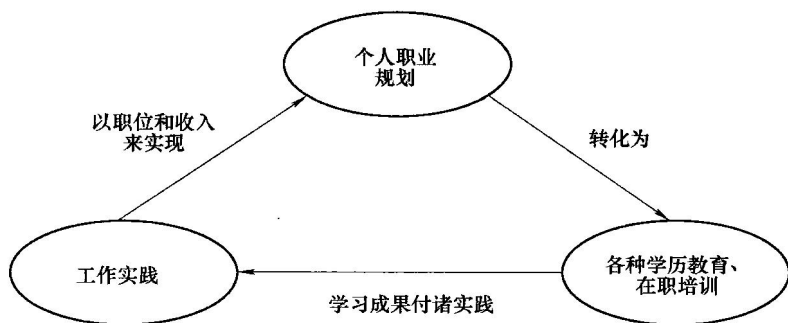 个人职业
规划
以职位和收入
来实现
转化为
工作实践
各种学历教育、
在职培训
学习成果付诸实践